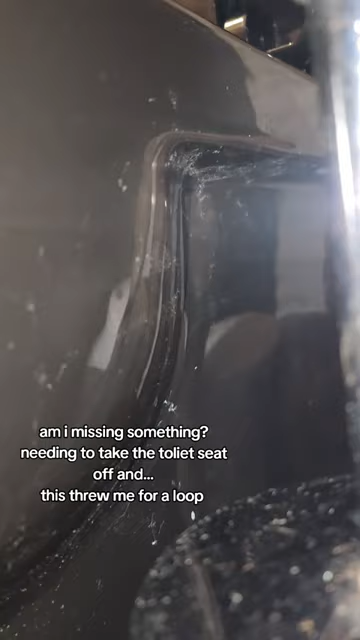 am i missing something?
needing to take the toliet seat
off and...
this threw me for a loop